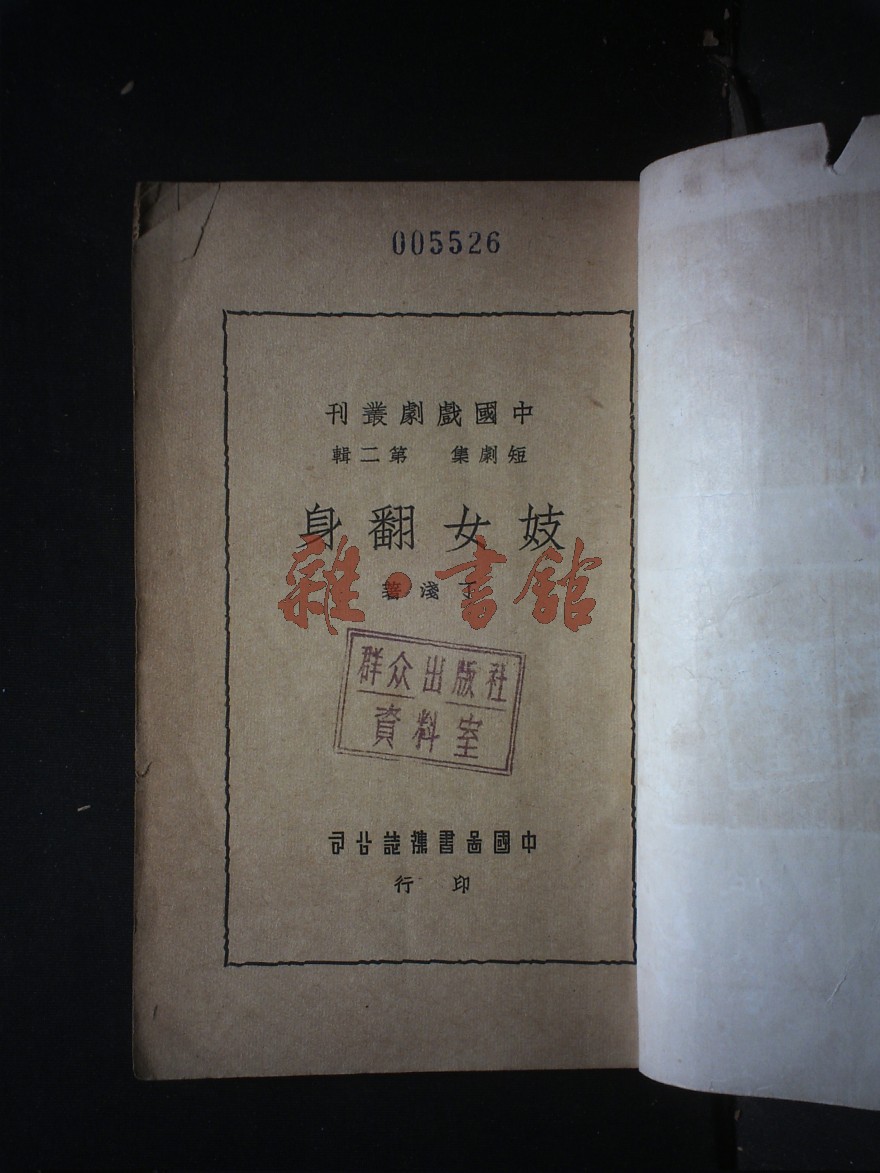 005526
中國戲劇叢刊
短劇集 第二輯
妓女翻身
淺著
雜·書館
群众出版社
資料室
中國圖書雜誌公司
印行